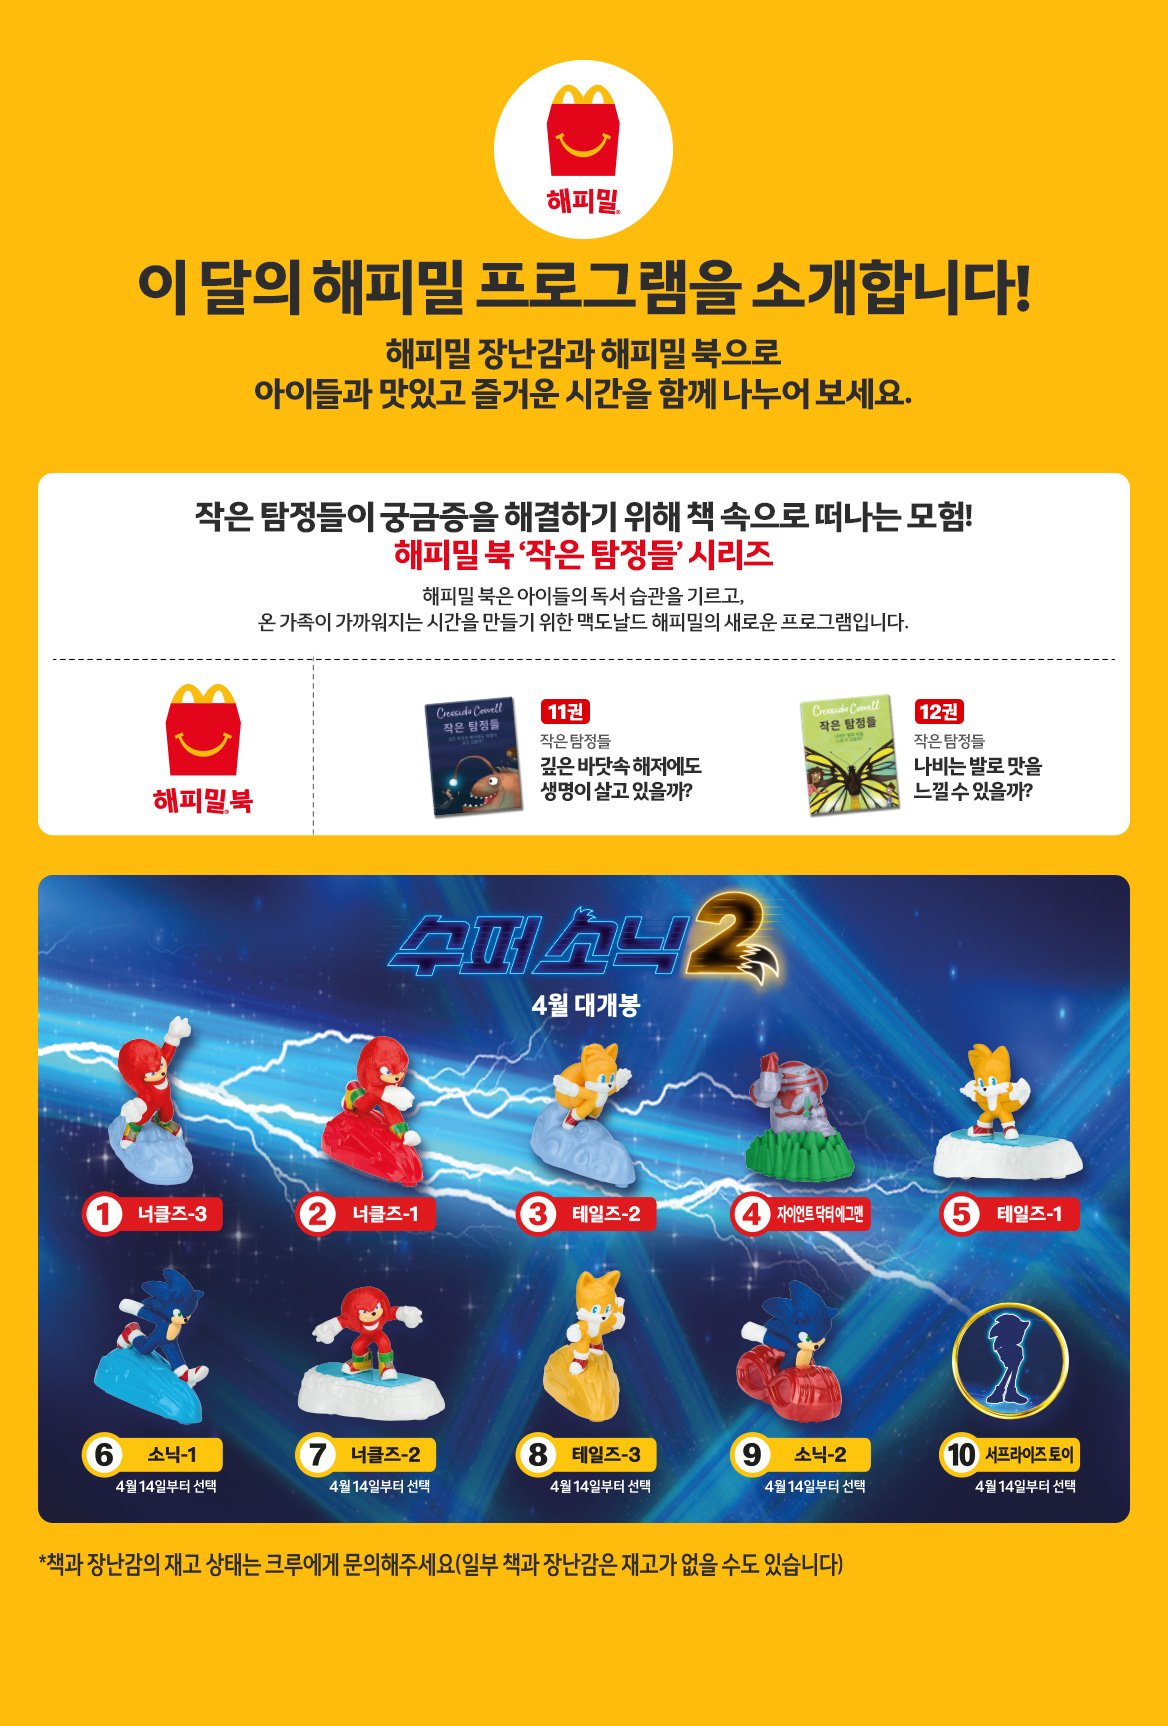 해피밀®
이 달의 해피밀 프로그램을 소개합니다!
해피밀 장난감과 해피밀 북으로
아이들과 맛있고 즐거운 시간을 함께 나누어 보세요.
작은 탐정들이 궁금증을 해결하기 위해 책 속으로 떠나는 모험!
해피밀 북 ‘작은 탐정들’ 시리즈
해피밀 북은 아이들의 독서 습관을 기르고,
온 가족이 가까워지는 시간을 만들기 위한 맥도날드 해피밀의 새로운 프로그램입니다.
해피밀®북
Cressida Cowell
작은 탐정들
11권
작은 탐정들
깊은 바닷속 해저에도
생명이 살고 있을까?
Cressida Cowell
작은 탐정들
12권
작은 탐정들
나비는 발로 맛을
느낄 수 있을까?
수퍼 소닉 2
4월 대개봉
1 너클즈-3
2 너클즈-1
3 테일즈-2
4 자이언트 닥터 에그맨
5 테일즈-1
6 소닉-1
4월 14일부터 선택
7 너클즈-2
4월 14일부터 선택
8 테일즈-3
4월 14일부터 선택
9 소닉-2
4월 14일부터 선택
10 서프라이즈 토이
4월 14일부터 선택
*책과 장난감의 재고 상태는 크루에게 문의해주세요(일부 책과 장난감은 재고가 없을 수도 있습니다)